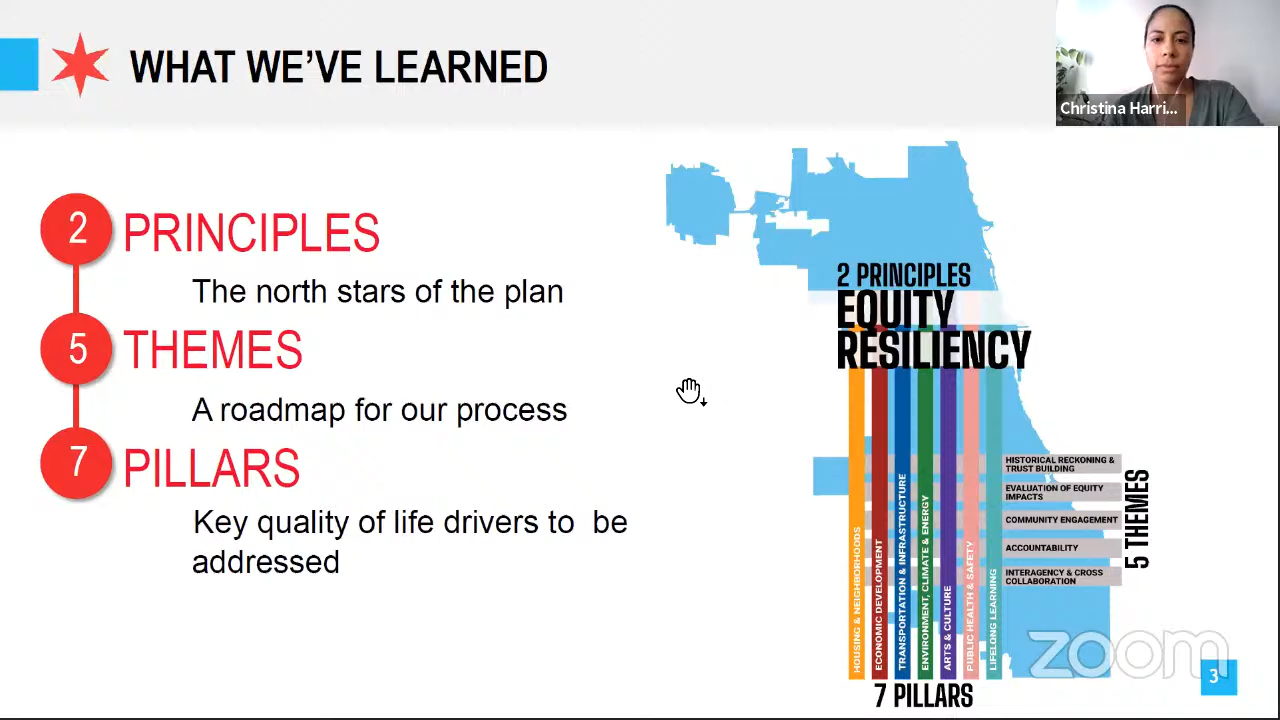 WHAT WE'VE LEARNED
Christina Harri...
2
PRINCIPLES
The north stars of the plan
5
THEMES
A roadmap for our process
7
PILLARS
Key quality of life drivers to be
addressed
2 PRINCIPLES
EQUITY
RESILIENCY
HOUSING & NEIGHBORHOODS
ECONOMIC DEVELOPMENT
TRANSPORTATION & INFRASTRUCTURE
ENVIRONMENT, CLIMATE & ENERGY
ARTS & CULTURE
PUBLIC HEALTH & SAFETY
LIFELONG LEARNING
HISTORICAL RECKONING &
TRUST BUILDING
EVALUATION OF EQUITY
IMPACTS
COMMUNITY ENGAGEMENT
ACCOUNTABILITY
INTERAGENCY & CROSS
COLLABORATION
5 THEMES
7 PILLARS
zoom
3